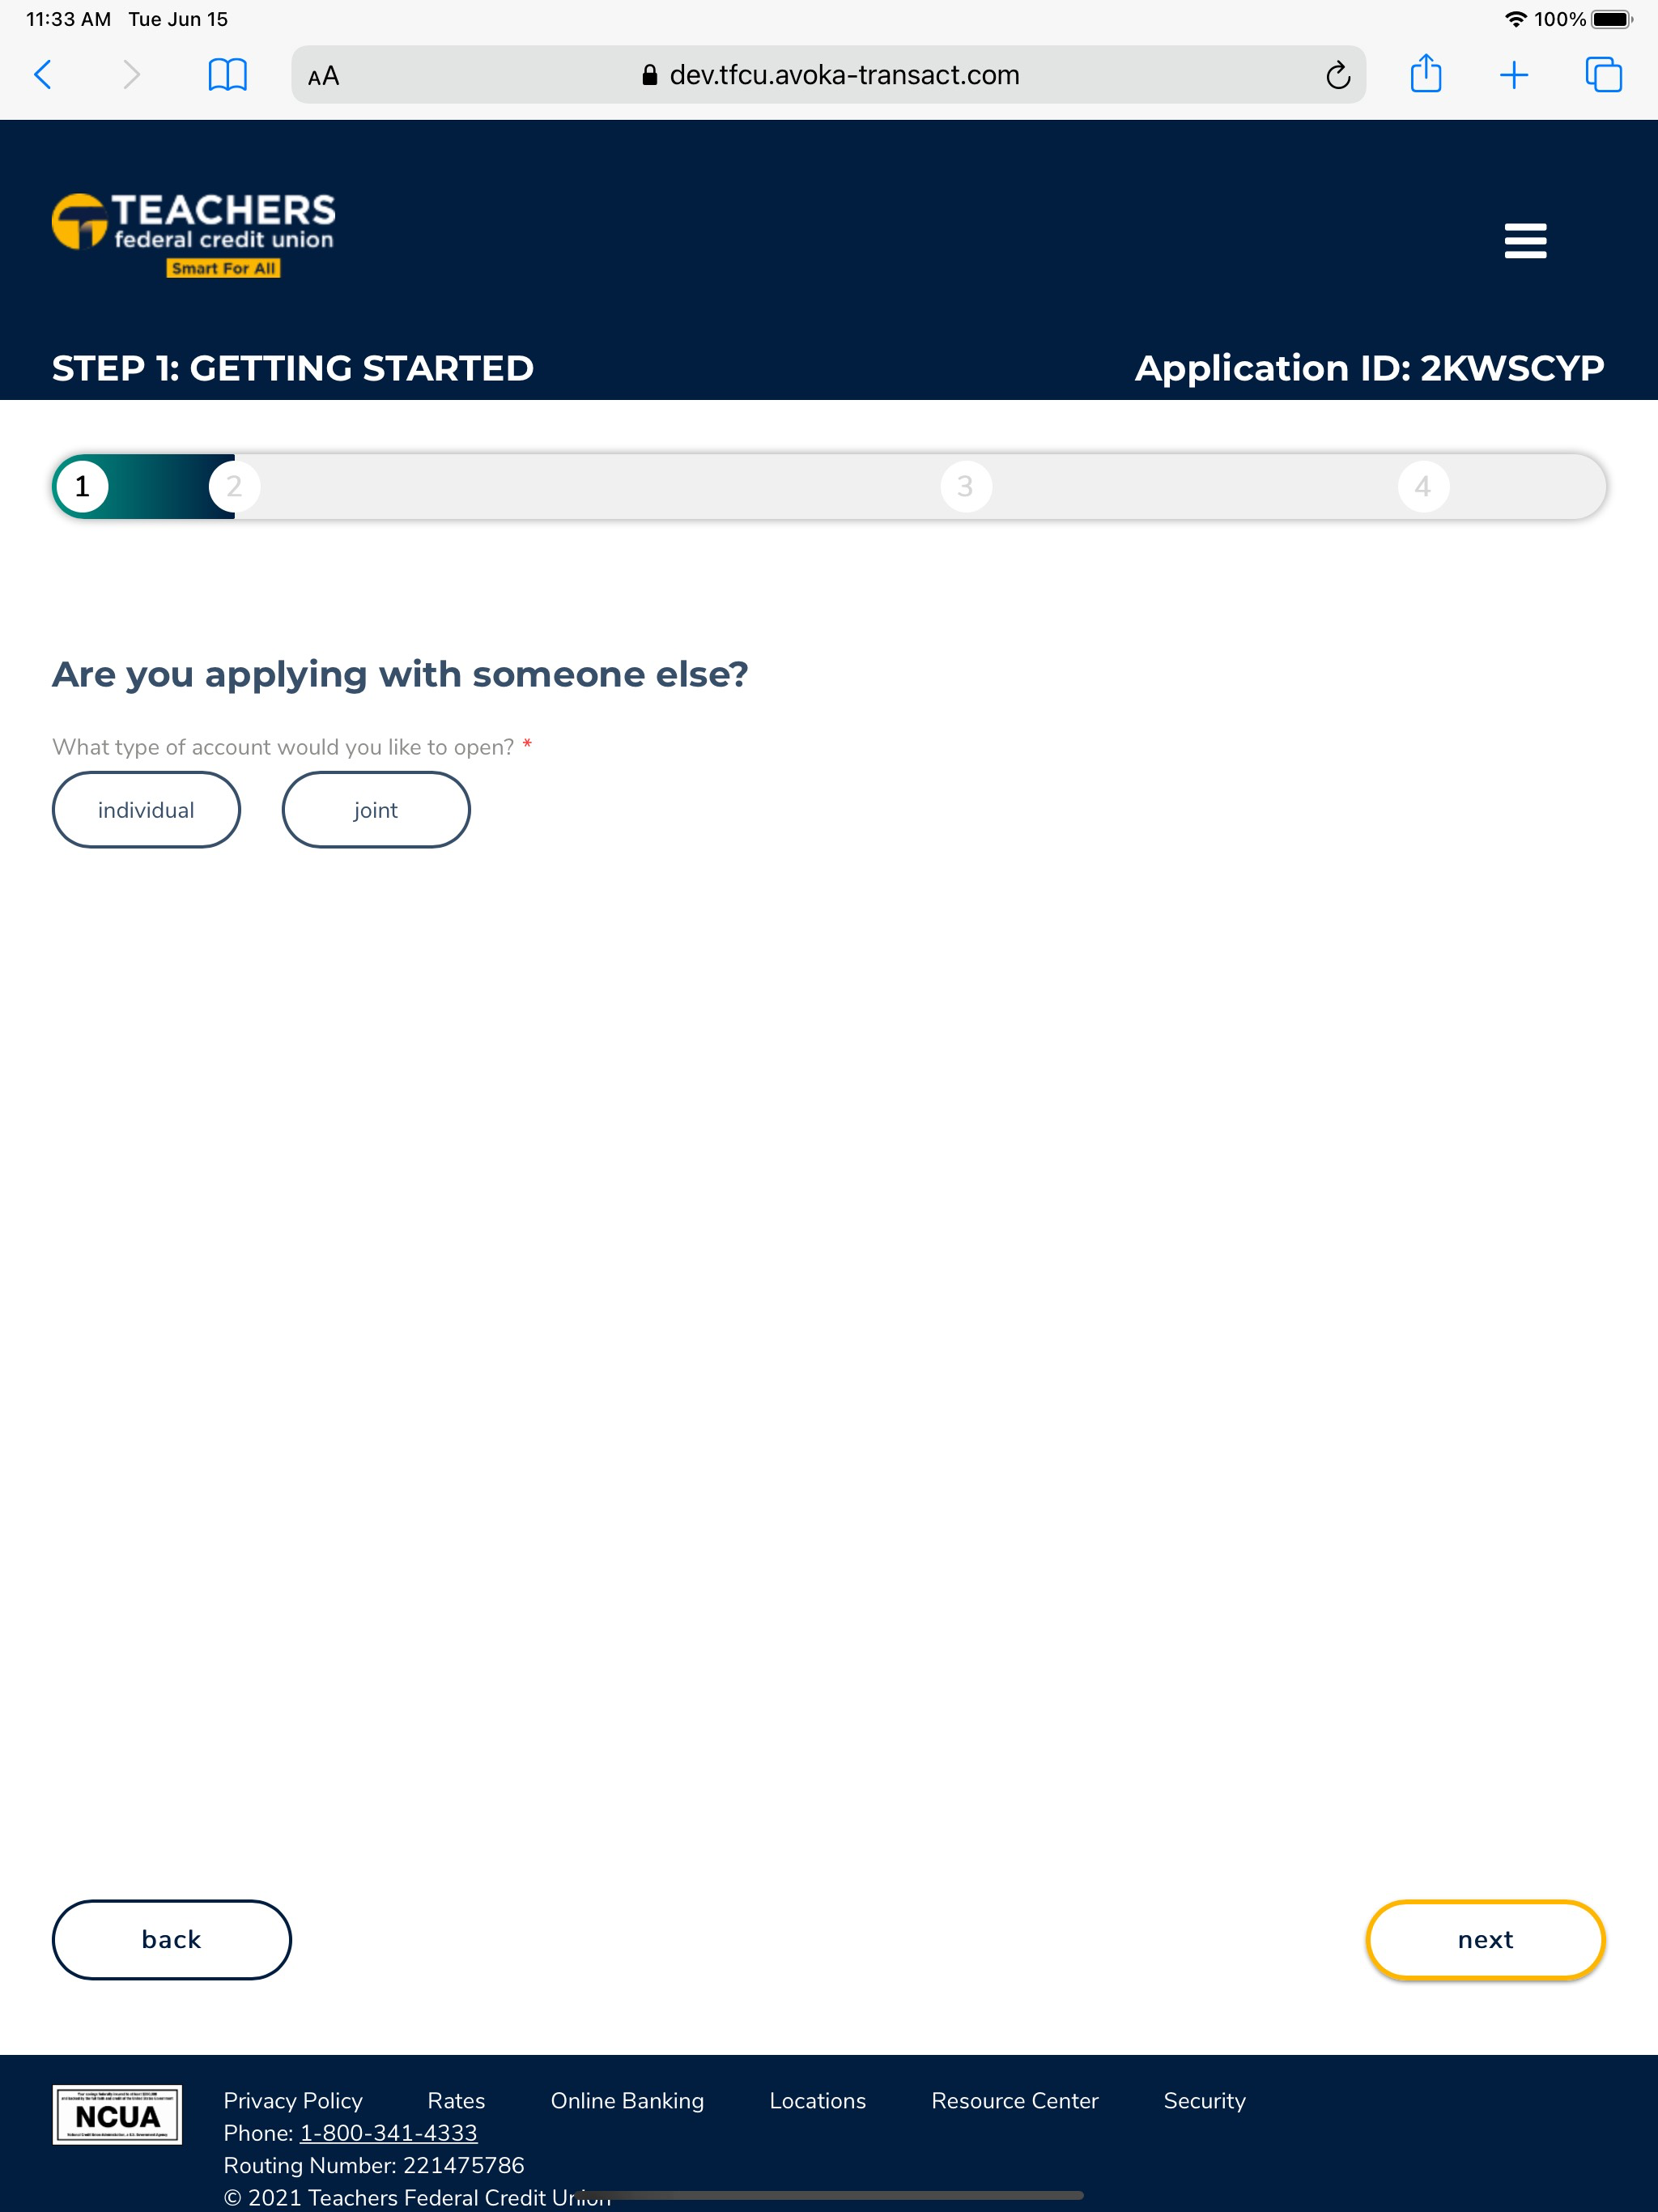 11:33 AM Tue Jun 15 100%
AA dev.tfcu.avoka-transact.com
TEACHERS
federal credit union
Smart For All
STEP 1: GETTING STARTED Application ID: 2KWSCYP
1 2 3 4
Are you applying with someone else?
What type of account would you like to open? *
individual joint
back next
NCUA
Privacy Policy Rates Online Banking Locations Resource Center Security
Phone: 1-800-341-4333
Routing Number: 221475786
© 2021 Teachers Federal Credit Union